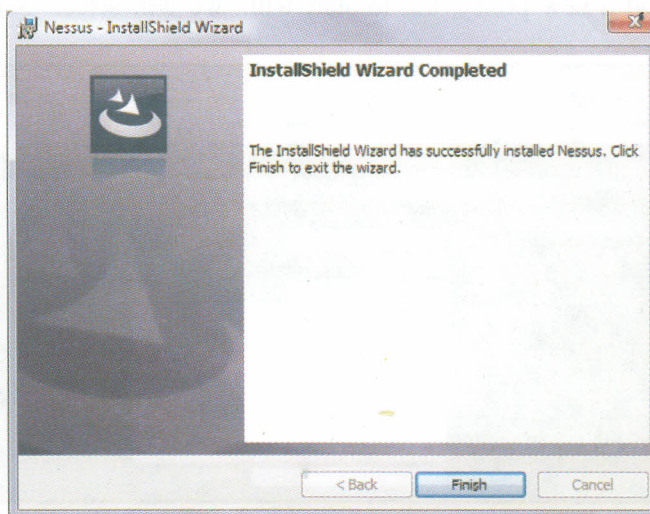 Nessus - InstallShield Wizard
InstallShield Wizard Completed
The InstallShield Wizard has successfully installed Nessus. Click
Finish to exit the wizard.
< Back
Finish
Cancel